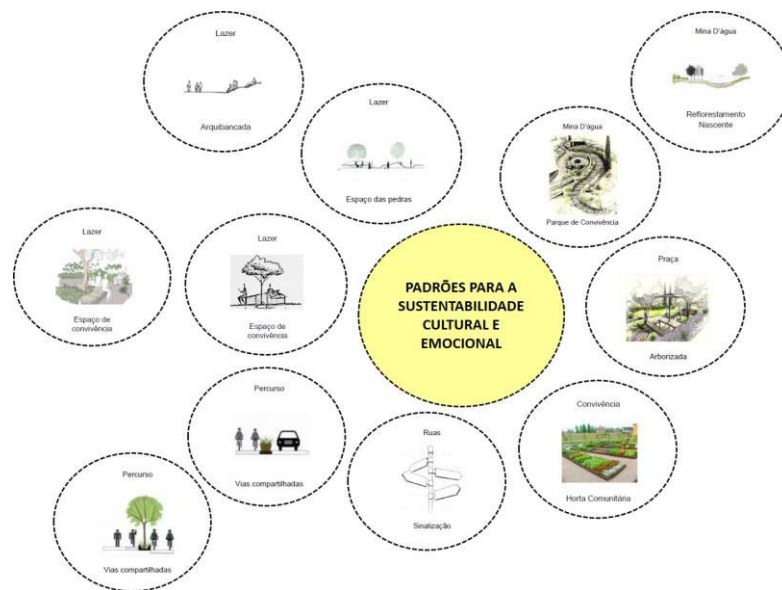 Lazer
Arquibancada
Mina D'água
Reflorestamento
Nascente
Lazer
Espaço das pedras
Mina D'água
Parque de Convivência
Lazer
Espaço de
convivência
Lazer
Espaço de
convivência
PADRÕES PARA A
SUSTENTABILIDADE
CULTURAL E
EMOCIONAL
Praça
Arborizada
Percurso
Vias compartilhadas
Ruas
Sinalização
Convivência
Horta Comunitária
Percurso
Vias compartilhadas